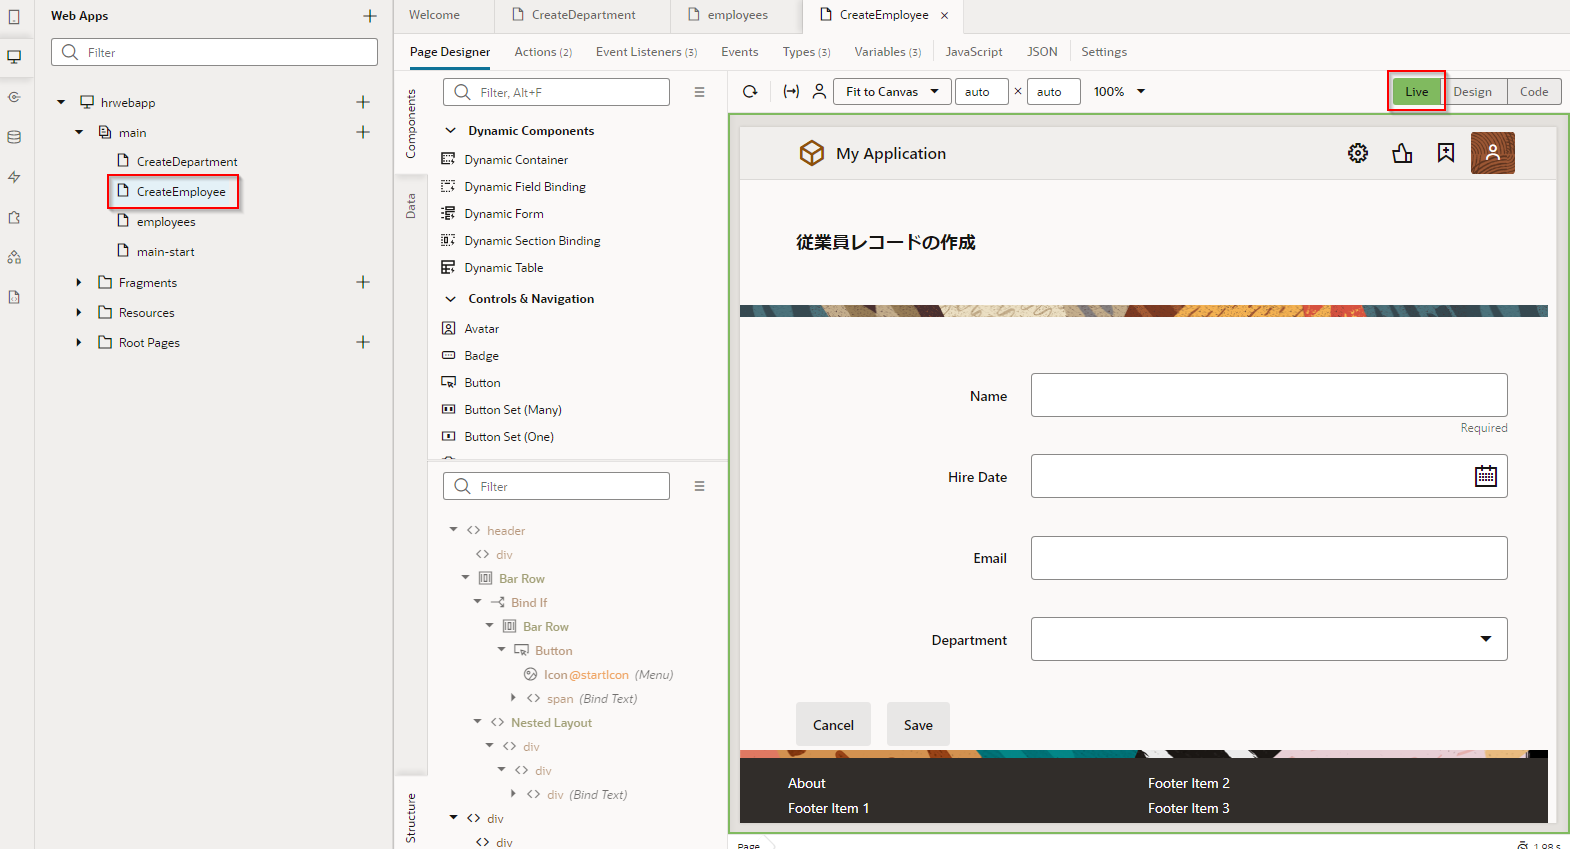 Web Apps
Filter
hrwebapp
main
CreateDepartment
CreateEmployee
employees
main-start
Fragments
Resources
Root Pages
Welcome
CreateDepartment
employees
CreateEmployee ×
Page Designer
Actions (2)
Event Listeners (3)
Events
Types (3)
Variables (3)
JavaScript
JSON
Settings
Components
Data
Filter, Alt+F
Dynamic Components
Dynamic Container
Dynamic Field Binding
Dynamic Form
Dynamic Section Binding
Dynamic Table
Controls & Navigation
Avatar
Badge
Button
Button Set (Many)
Button Set (One)
Structure
Filter
header
div
Bar Row
Bind If
Bar Row
Button
Icon@startIcon (Menu)
span (Bind Text)
Nested Layout
div
div
div (Bind Text)
div
div
Fit to Canvas
auto × auto
100%
Live
Design
Code
My Application
従業員レコードの作成
Name
Required
Hire Date
Email
Department
Cancel
Save
About
Footer Item 2
Footer Item 1
Footer Item 3
Page
1.98 s